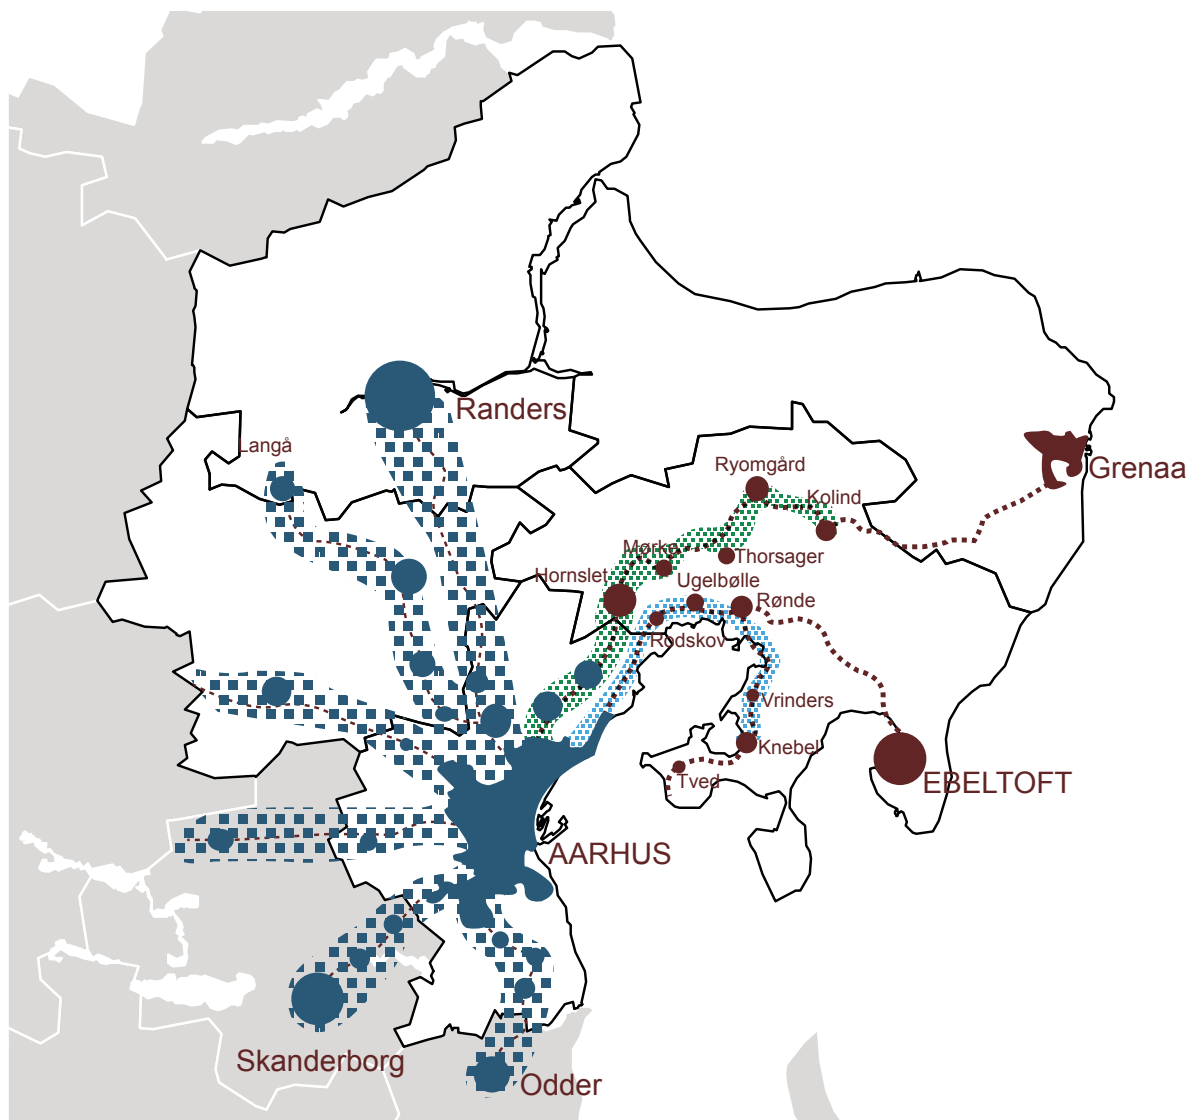 Randers
Langå
Ryomgård
Grenaa
Kolind
Mørke
Thorsager
Hornslet
Ugelbølle
Rønde
Rodskov
Vrinders
Knebel
Tved
EBELTOFT
AARHUS
Skanderborg
Odder